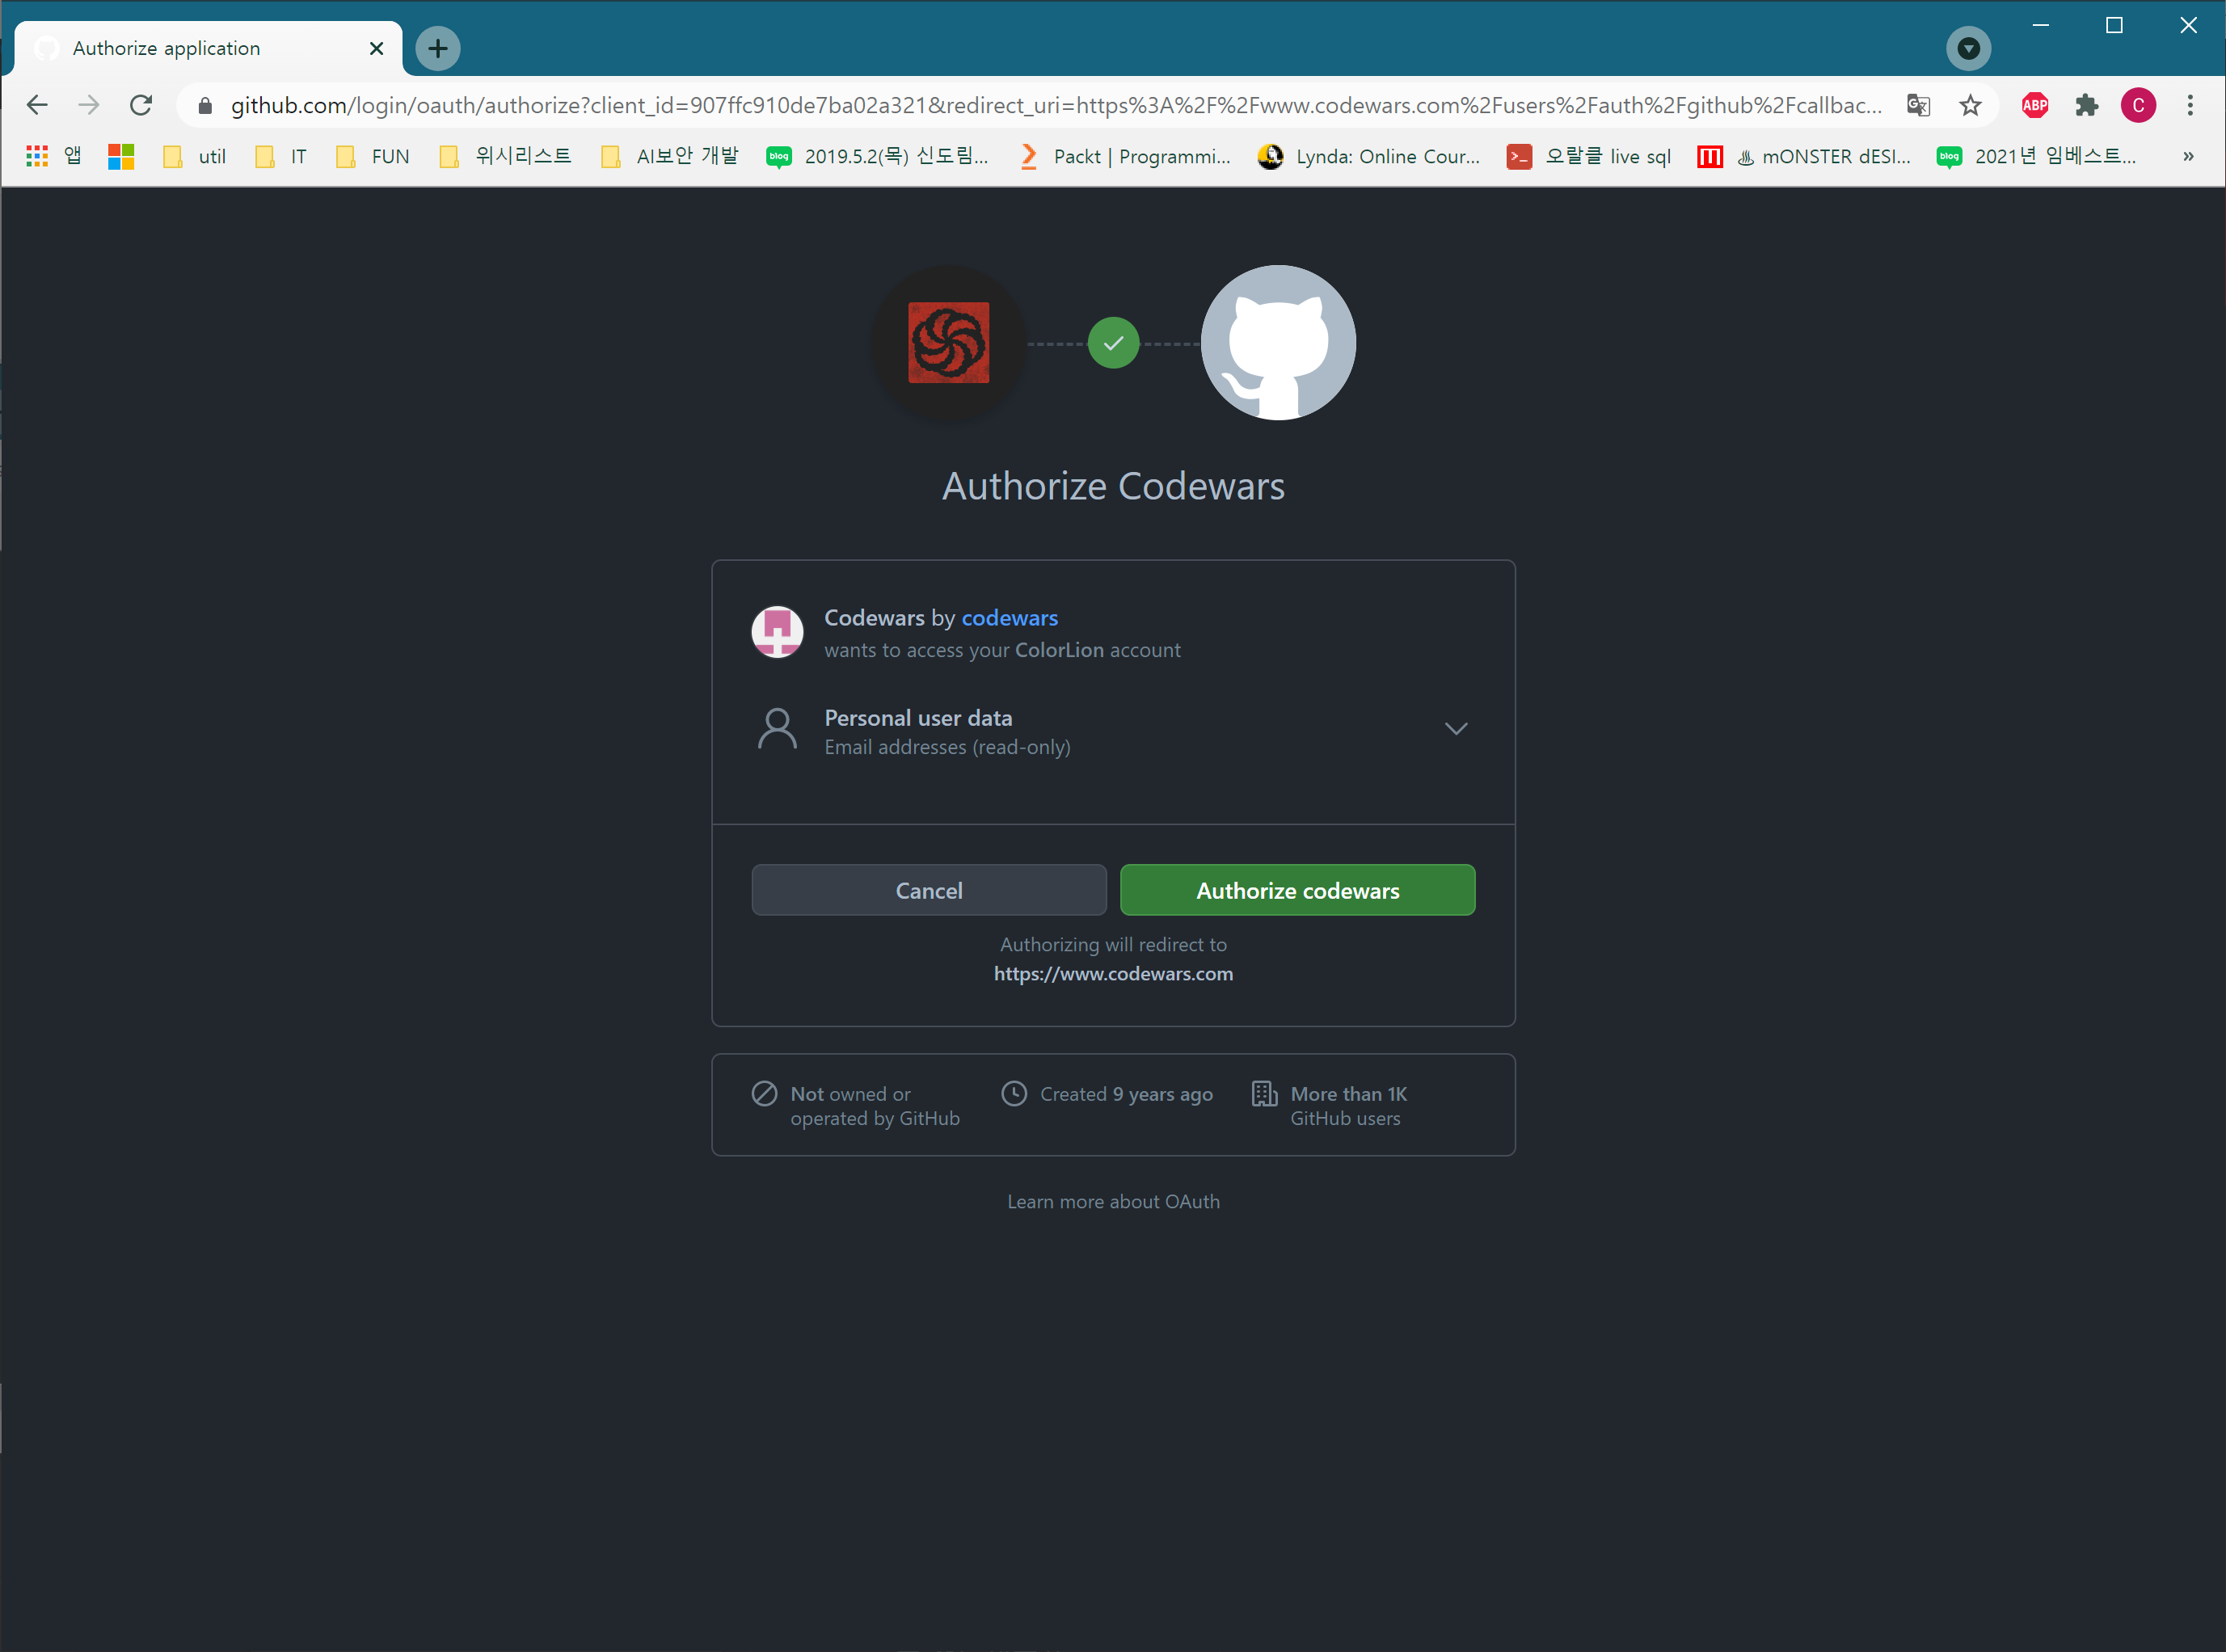 Authorize application
github.com/login/oauth/authorize?client_id=907ffc910de7ba02a321&redirect_uri=https%3A%2F%2Fwww.codewars.com%2Fusers%2Fauth%2Fgithub%2Fcallbac...
ABP
C
앱 util IT FUN 위시리스트 AI보안 개발 blog 2019.5.2(목) 신도림... Packt | Programmi... Lynda: Online Cour... 오랄클 live sql ♨ mONSTER dESI... blog 2021년 임베스트... »
Authorize Codewars
Codewars by codewars
wants to access your ColorLion account
Personal user data
Email addresses (read-only)
Cancel
Authorize codewars
Authorizing will redirect to
https://www.codewars.com
Not owned or
operated by GitHub
Created 9 years ago
More than 1K
GitHub users
Learn more about OAuth